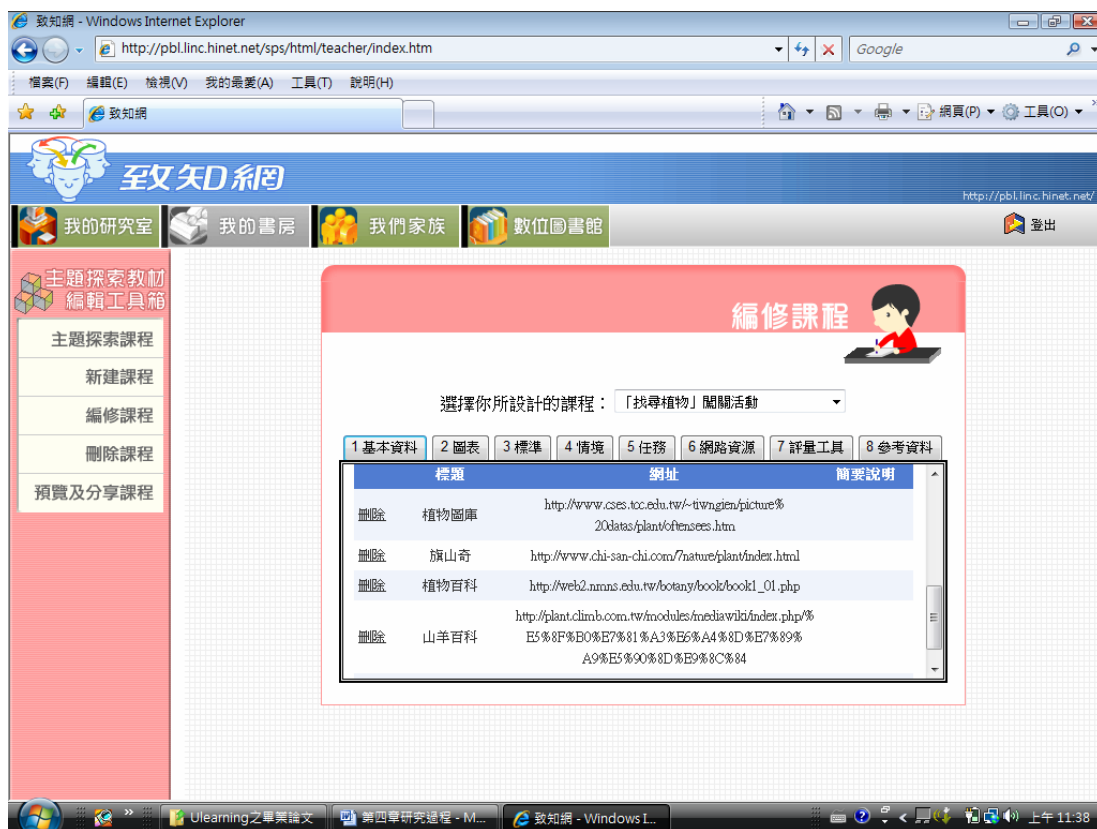 致知網 - Windows Internet Explorer
http://pbl.linc.hinet.net/sps/html/teacher/index.htm
Google
檔案(F) 編輯(E) 檢視(V) 我的最愛(A) 工具(T) 說明(H)
致知網
網頁(P) 工具(O) »
致知網
http://pbl.linc.hinet.net/
我的研究室 我的書房 我們家族 數位圖書館 登出
主題探索教材
編輯工具箱
主題探索課程
新建課程
編修課程
刪除課程
預覽及分享課程
編修課程
選擇你所設計的課程： 「找尋植物」闖關活動
1 基本資料 2 圖表 3 標準 4 情境 5 任務 6 網路資源 7 評量工具 8 參考資料
標題 網址 簡要說明
刪除 植物圖庫 http://www.cses.tcc.edu.tw/~tiwngien/picture%
20datas/plant/oftensees.htm
刪除 旗山奇 http://www.chi-san-chi.com/7nature/plant/index.html
刪除 植物百科 http://web2.nmns.edu.tw/botany/book/book1_01.php
刪除 山羊百科 http://plant.climb.com.tw/modules/mediawiki/index.php/%
E5%8F%B0%E7%81%A3%E6%A4%8D%E7%89%
A9%E5%90%8D%E9%8C%84
» Ulearning之畢業論文 第四章研究過程 - M... 致知網 - Windows I... 上午 11:38